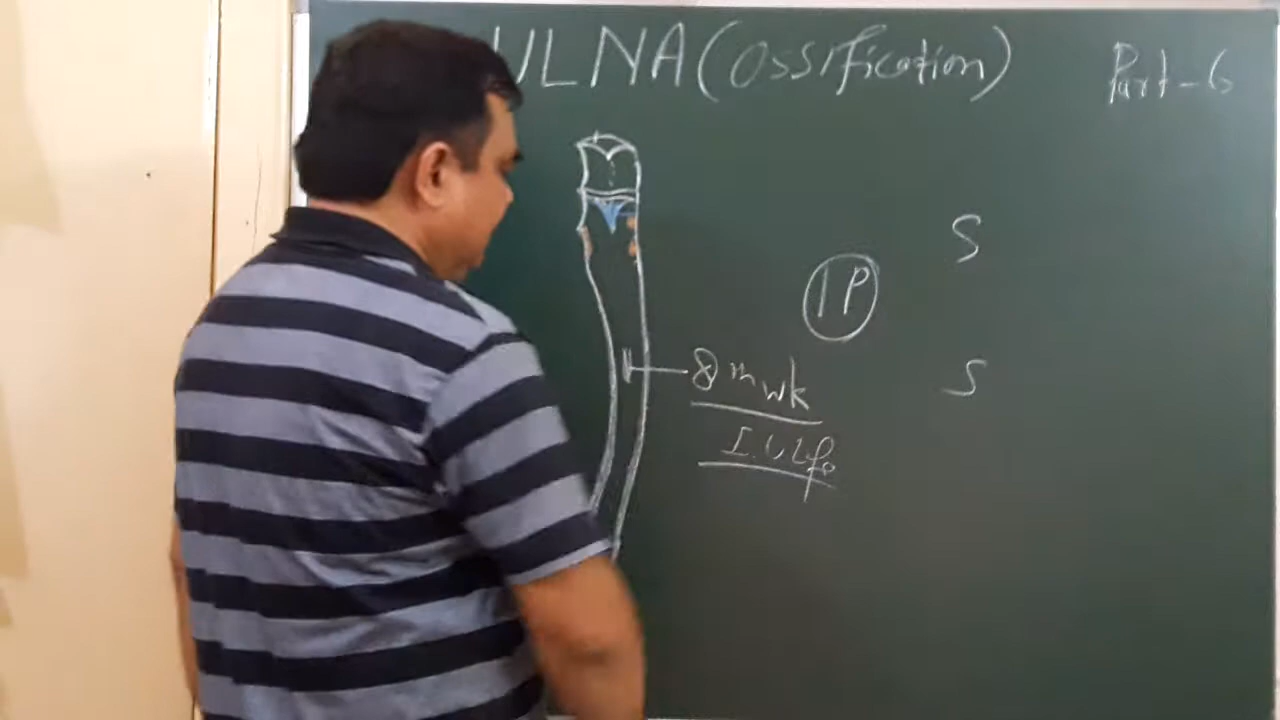 ULNA (Ossification)
Part-6
S
1P
8th wk
S
I.U.Life